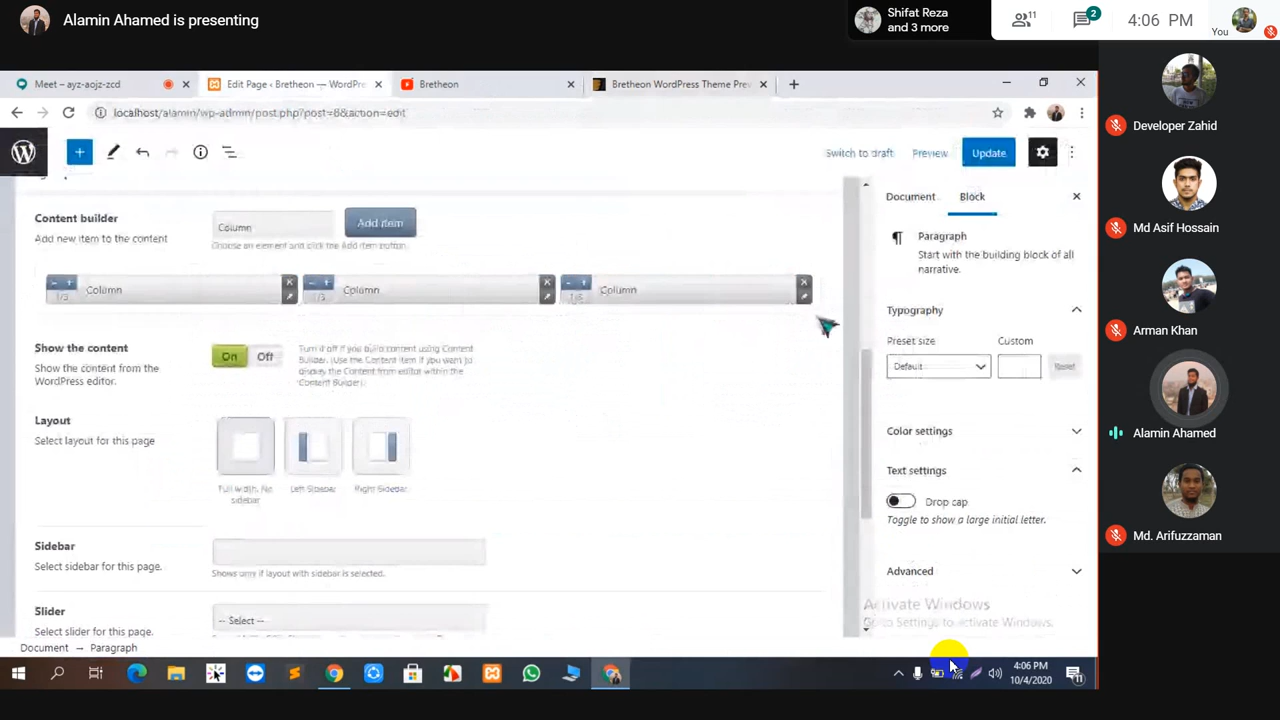 Alamin Ahamed is presenting
Shifat Reza
and 3 more
11
2
4:06 PM
You
Meet – ayz-aojz-zcd
Edit Page ‹ Bretheon — WordPre
Bretheon
Bretheon WordPress Theme Prev
localhost/alamin/wp-admin/post.php?post=8&action=edit
Switch to draft
Preview
Update
Content builder
Add new item to the content
Column
Add item
Choose an element and click the Add item button.
1/3
Column
1/3
Column
Column
Show the content
Show the content from the
WordPress editor.
On
Off
Turn it off if you build content using Content
Builder. (Use the Content item if you want to
display the Content from editor within the
Content Builder).
Layout
Select layout for this page
Full width. No
sidebar
Left Sidebar
Right Sidebar
Sidebar
Select sidebar for this page.
Shows only if layout with sidebar is selected.
Slider
Select slider for this page.
-- Select --
Document
Block
Paragraph
Start with the building block of all
narrative.
Typography
Preset size
Custom
Default
Reset
Color settings
Text settings
Drop cap
Toggle to show a large initial letter.
Advanced
Activate Windows
Go to Settings to activate Windows.
Document → Paragraph
4:06 PM
10/4/2020
11
Developer Zahid
Md Asif Hossain
Arman Khan
Alamin Ahamed
Md. Arifuzzaman